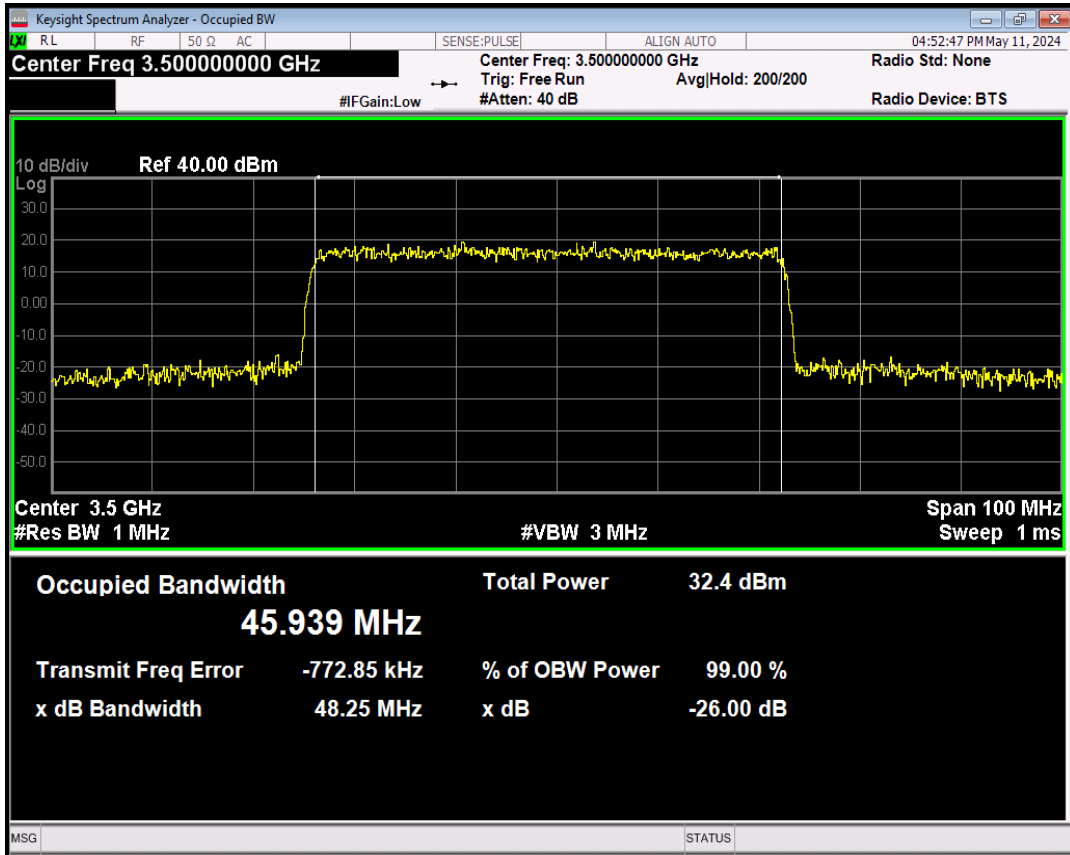 Keysight Spectrum Analyzer - Occupied BW
LXI RL RF 50 Ω AC SENSE:PULSE ALIGN AUTO 04:52:47 PM May 11, 2024
Center Freq 3.500000000 GHz Center Freq: 3.500000000 GHz Radio Std: None
Trig: Free Run Avg|Hold: 200/200
#IFGain:Low #Atten: 40 dB Radio Device: BTS
10 dB/div Ref 40.00 dBm
Log
30.0
20.0
10.0
0.00
-10.0
-20.0
-30.0
-40.0
-50.0
Center 3.5 GHz Span 100 MHz
#Res BW 1 MHz #VBW 3 MHz Sweep 1 ms
Occupied Bandwidth Total Power 32.4 dBm
45.939 MHz
Transmit Freq Error -772.85 kHz % of OBW Power 99.00 %
x dB Bandwidth 48.25 MHz x dB -26.00 dB
MSG STATUS